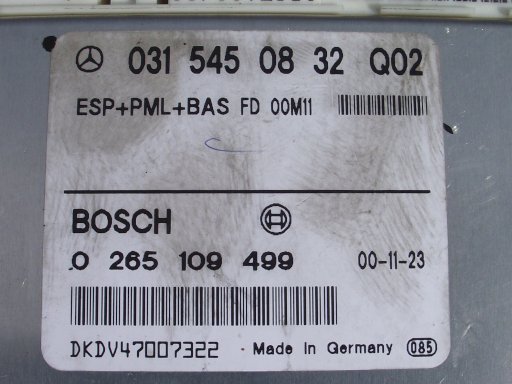 031 545 08 32 Q02
ESP+PML+BAS FD 00M11
BOSCH
0 265 109 499 00-11-23
DKDV47007322 Made In Germany 085